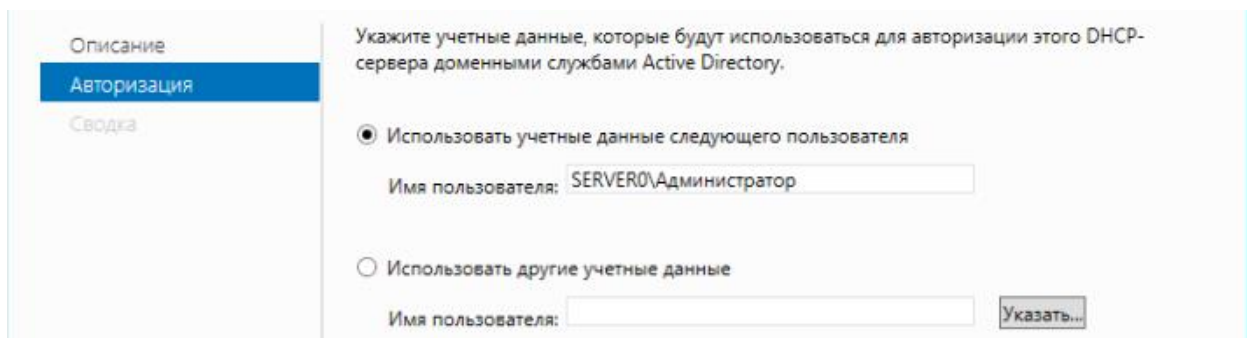 Описание
Авторизация
Сводка
Укажите учетные данные, которые будут использоваться для авторизации этого DHCP-
сервера доменными службами Active Directory.
Использовать учетные данные следующего пользователя
Имя пользователя: SERVER0\Администратор
Использовать другие учетные данные
Имя пользователя: Указать...